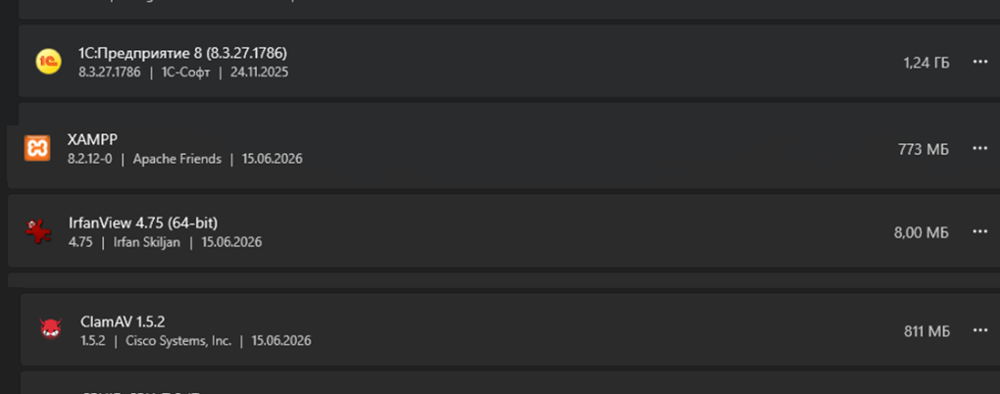 1С:Предприятие 8 (8.3.27.1786)
8.3.27.1786 | 1С-Софт | 24.11.2025
1,24 ГБ
XAMPP
8.2.12-0 | Apache Friends | 15.06.2026
773 МБ
IrfanView 4.75 (64-bit)
4.75 | Irfan Skiljan | 15.06.2026
8,00 МБ
ClamAV 1.5.2
1.5.2 | Cisco Systems, Inc. | 15.06.2026
811 МБ